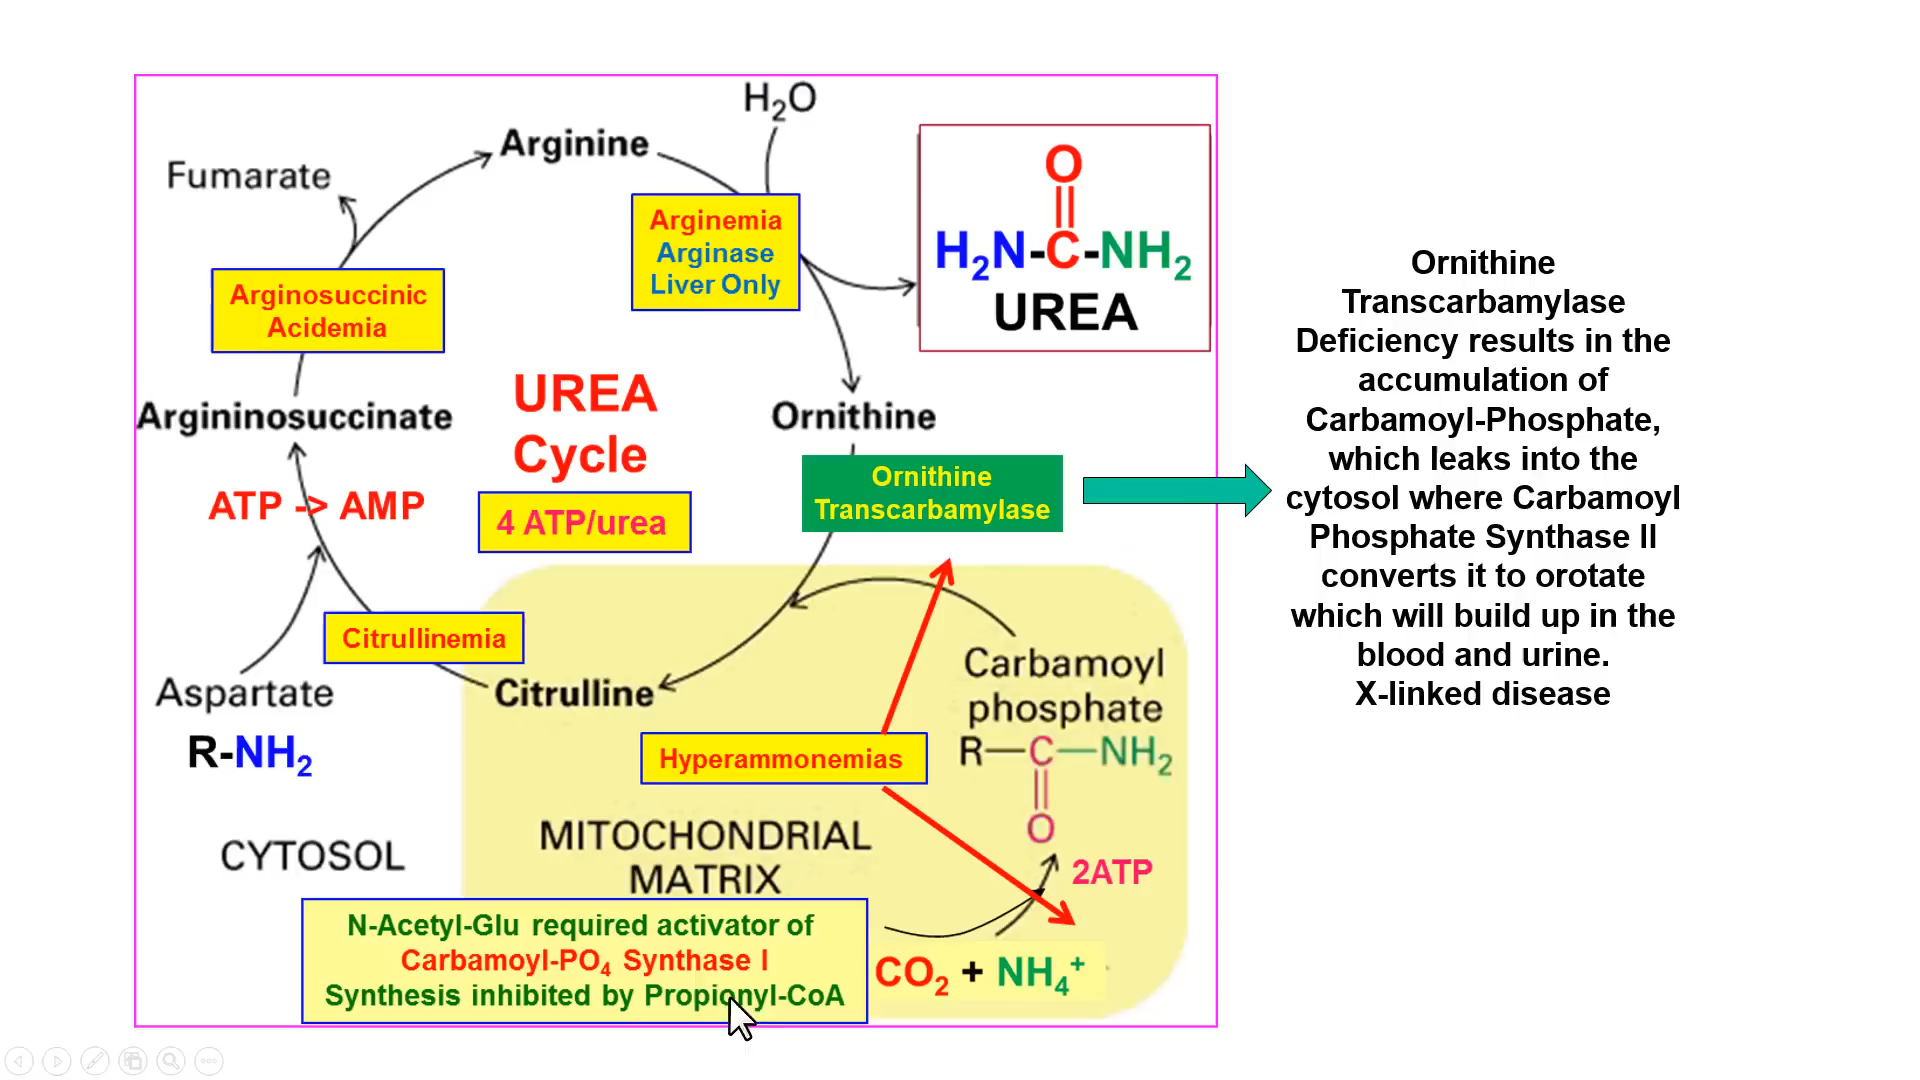 H2O
Arginine
Fumarate
Arginemia
Arginase
Liver Only
O
H2N-C-NH2
UREA
Arginosuccinic
Acidemia
UREA
Cycle
4 ATP/urea
Argininosuccinate
Ornithine
ATP -> AMP
Ornithine
Transcarbamylase
Citrullinemia
Aspartate
R-NH2
Citrulline
Carbamoyl
phosphate
R—C—NH2
O
Hyperammonemias
CYTOSOL
MITOCHONDRIAL
MATRIX
2ATP
N-Acetyl-Glu required activator of
Carbamoyl-PO4 Synthase I
Synthesis inhibited by Propionyl-CoA
CO2 + NH4+
Ornithine
Transcarbamylase
Deficiency results in the
accumulation of
Carbamoyl-Phosphate,
which leaks into the
cytosol where Carbamoyl
Phosphate Synthase II
converts it to orotate
which will build up in the
blood and urine.
X-linked disease